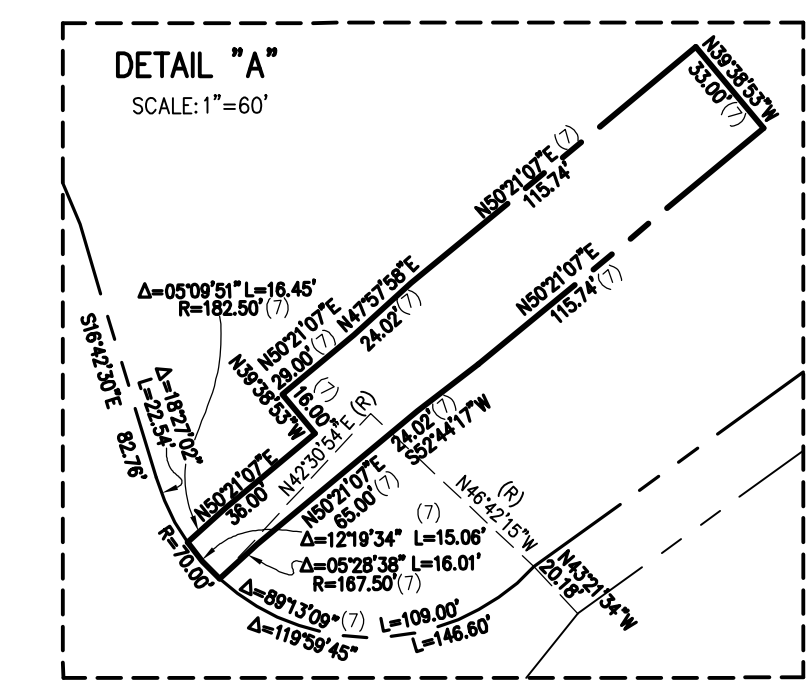 DETAIL "A"
SCALE: 1"=60'
N39°38'53"W
33.00'(7)
N50°21'07"E (7)
115.74'
N50°21'07"E
115.74'(7)
N47°57'58"E
24.02'(7)
Δ=05°09'51" L=16.45'
R=182.50'(7)
N50°21'07"E
29.00'(7)
N39°38'53"W
16.00'(7)
S16°42'30"E 82.76'
Δ=18°27'02"
L=22.54'
N42°30'54"E (R)
24.02'(7)
S52°44'17"W
N50°21'07"E
36.00'
N50°21'07"E
65.00'(7)
(R)
N46°42'15"W
(7)
Δ=12°19'34" L=15.06'
Δ=05°28'38" L=16.01'
R=167.50'(7)
R=70.00'
N43°21'34"W
20.18'
Δ=89°13'09"(7) L=109.00'
Δ=119°59'45" L=146.60'